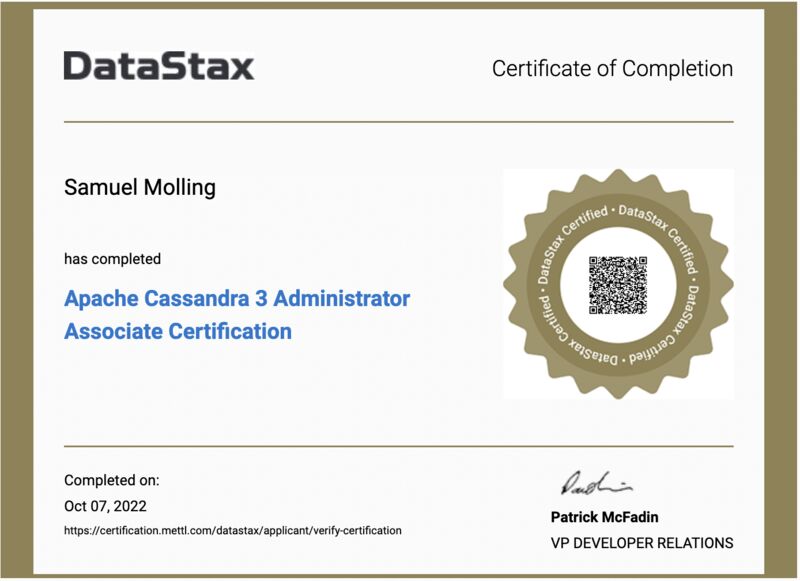 DataStax
Certificate of Completion
Samuel Molling
has completed
Apache Cassandra 3 Administrator
Associate Certification
DataStax Certified • DataStax Certified • DataStax Certified • DataStax Certified •
Completed on:
Oct 07, 2022
https://certification.mettl.com/datastax/applicant/verify-certification
Patrick McFadin
VP DEVELOPER RELATIONS